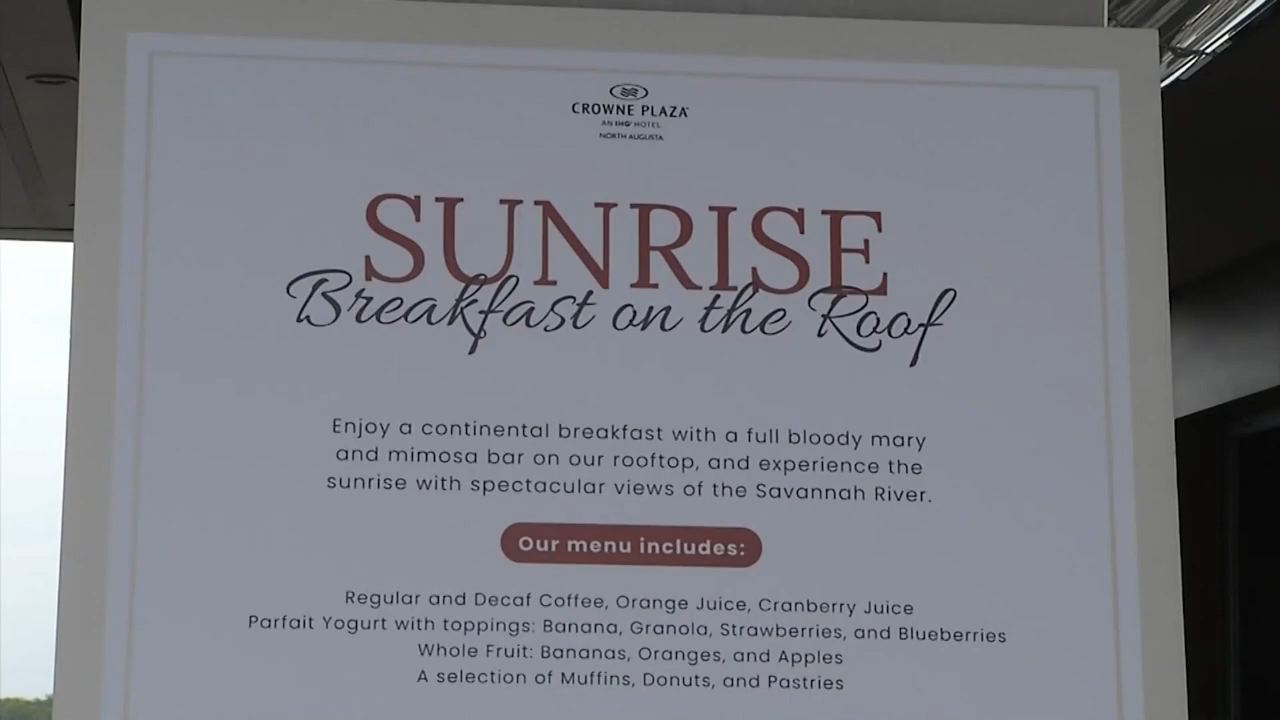 CROWNE PLAZA
AN IHG HOTEL
NORTH AUGUSTA
SUNRISE
Breakfast on the Roof
Enjoy a continental breakfast with a full bloody mary
and mimosa bar on our rooftop, and experience the
sunrise with spectacular views of the Savannah River.
Our menu includes:
Regular and Decaf Coffee, Orange Juice, Cranberry Juice
Parfait Yogurt with toppings: Banana, Granola, Strawberries, and Blueberries
Whole Fruit: Bananas, Oranges, and Apples
A selection of Muffins, Donuts, and Pastries